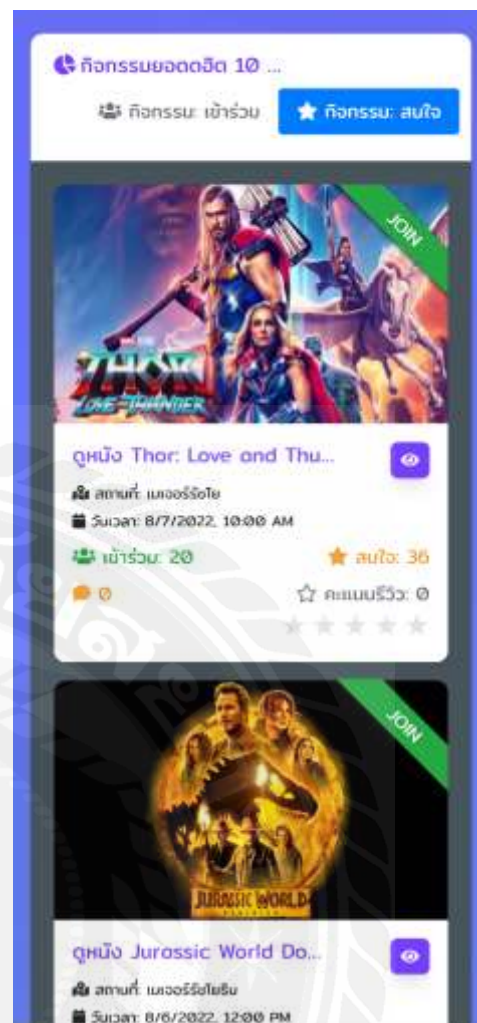 กิจกรรมยอดฮิต 10 ...
กิจกรรม: เข้าร่วม
กิจกรรม: สนใจ
JOIN
THOR
LOVE AND THUNDER
ดูหนัง Thor: Love and Thu...
สถานที่: เมเจอร์รังโย
วันเวลา: 8/7/2022, 10:00 AM
เข้าร่วม: 20
สนใจ: 36
0
คะแนนรีวิว: 0
JOIN
JURASSIC WORLD
ดูหนัง Jurassic World Do...
สถานที่: เมเจอร์รัชโยธิน
วันเวลา: 8/6/2022, 12:00 PM